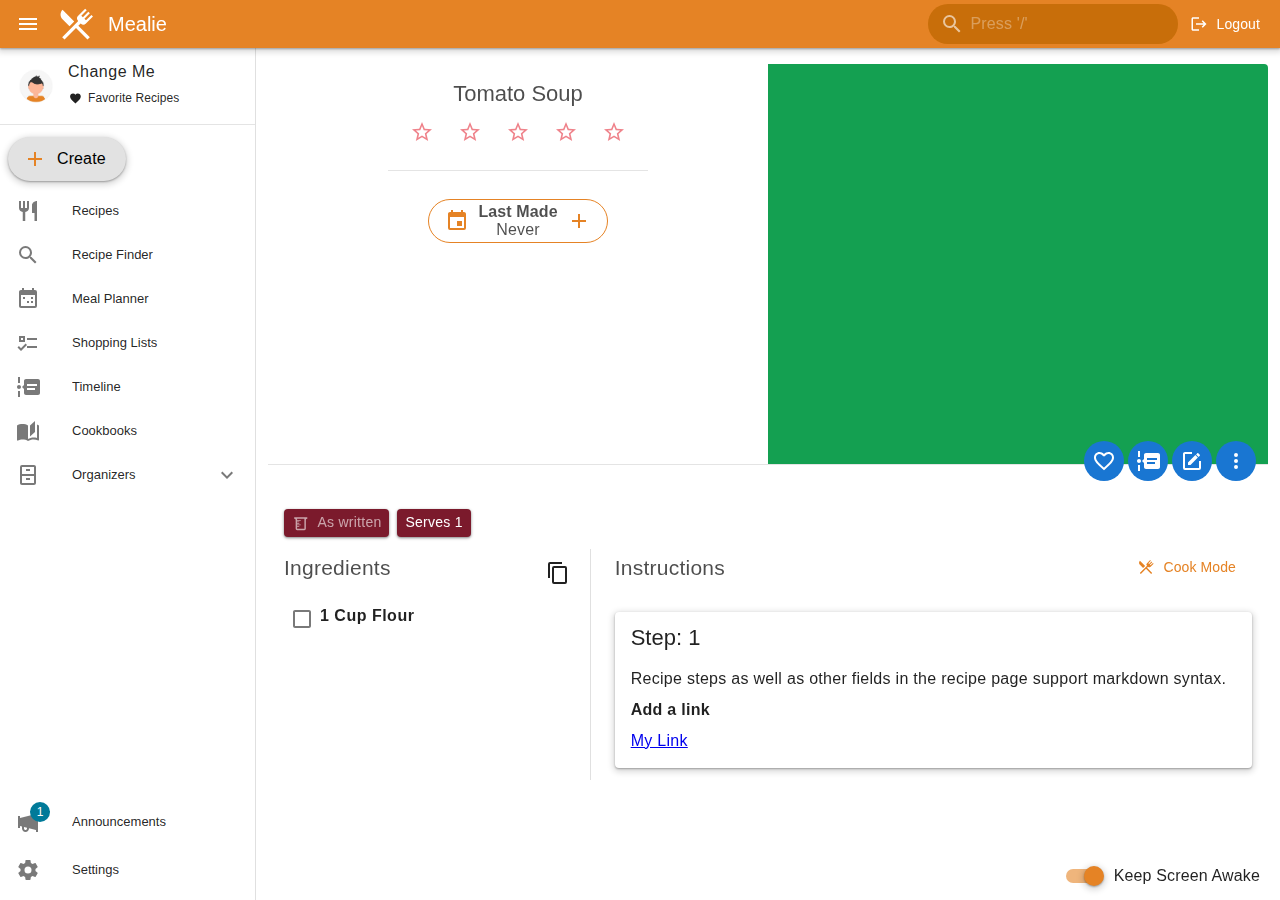 Mealie
Press '/'
Logout
Change Me
Favorite Recipes
Create
Recipes
Recipe Finder
Meal Planner
Shopping Lists
Timeline
Cookbooks
Organizers
1
Announcements
Settings
Tomato Soup
Last Made
Never
As written
Serves 1
Ingredients
1 Cup Flour
Instructions
Cook Mode
Step: 1
Recipe steps as well as other fields in the recipe page support markdown syntax.
Add a link
My Link
Keep Screen Awake